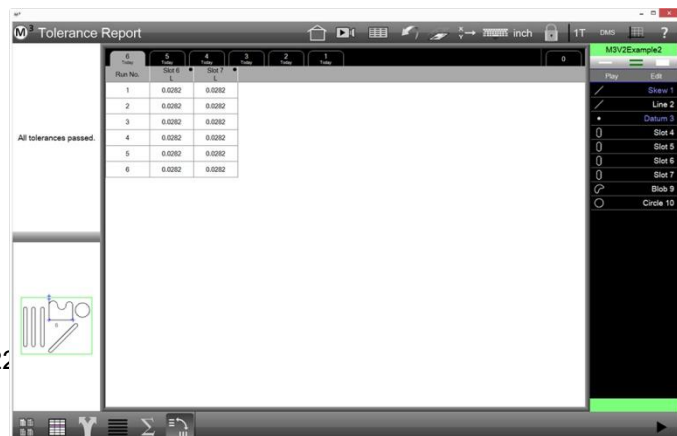 M³
M³ Tolerance Report
inch
1T
DMS
?
6 Today
5 Today
4 Today
3 Today
2 Today
1 Today
0
Run No.
Slot 6 L
Slot 7 L
1 0.0282 0.0282
2 0.0282 0.0282
3 0.0282 0.0282
4 0.0282 0.0282
5 0.0282 0.0282
6 0.0282 0.0282
All tolerances passed.
M3V2Example2
Play Edit
Skew 1
Line 2
Datum 3
Slot 4
Slot 5
Slot 6
Slot 7
Blob 9
Circle 10